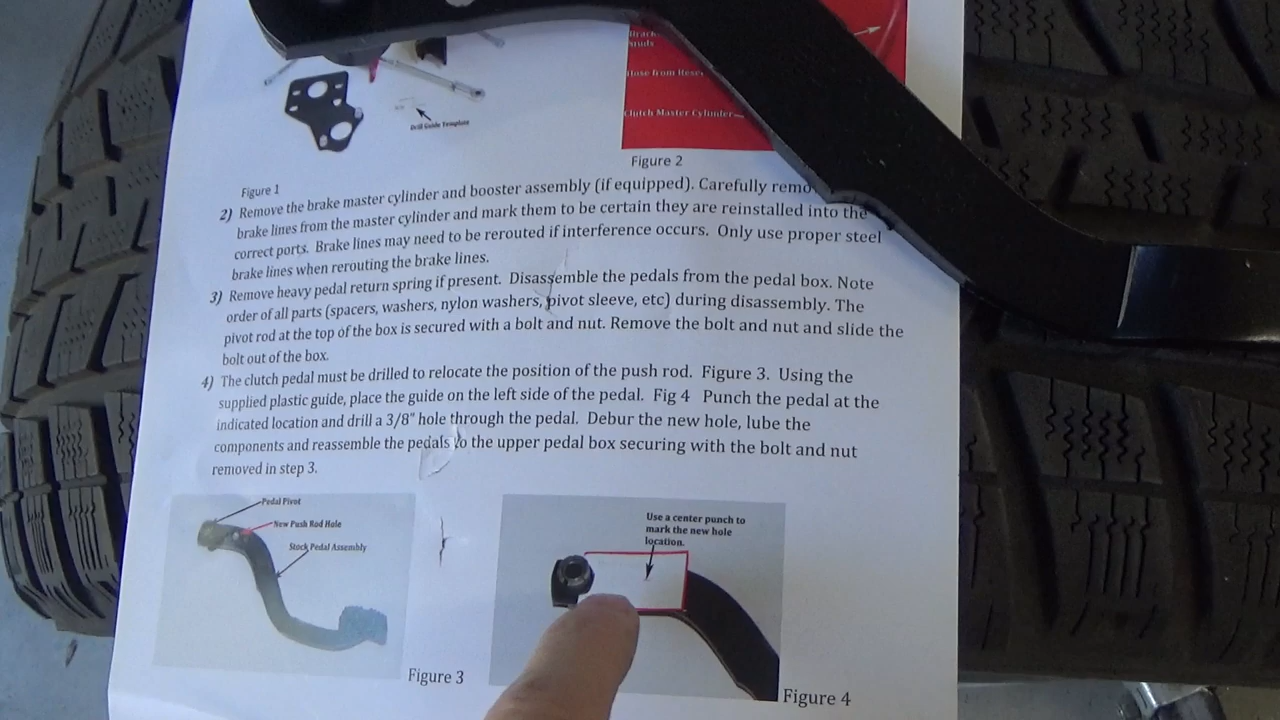 Studs
Hose from Rese
Clutch Master Cylinder
Drill Guide Template
Figure 2
Figure 1
2) Remove the brake master cylinder and booster assembly (if equipped). Carefully remo
brake lines from the master cylinder and mark them to be certain they are reinstalled into the
correct ports. Brake lines may need to be rerouted if interference occurs. Only use proper steel
brake lines when rerouting the brake lines.
3) Remove heavy pedal return spring if present. Disassemble the pedals from the pedal box. Note
order of all parts (spacers, washers, nylon washers, pivot sleeve, etc) during disassembly. The
pivot rod at the top of the box is secured with a bolt and nut. Remove the bolt and nut and slide the
bolt out of the box.
4) The clutch pedal must be drilled to relocate the position of the push rod. Figure 3. Using the
supplied plastic guide, place the guide on the left side of the pedal. Fig 4 Punch the pedal at the
indicated location and drill a 3/8" hole through the pedal. Debur the new hole, lube the
components and reassemble the pedals to the upper pedal box securing with the bolt and nut
removed in step 3.
Pedal Pivot
New Push Rod Hole
Stock Pedal Assembly
Figure 3
Use a center punch to
mark the new hole
location.
Figure 4